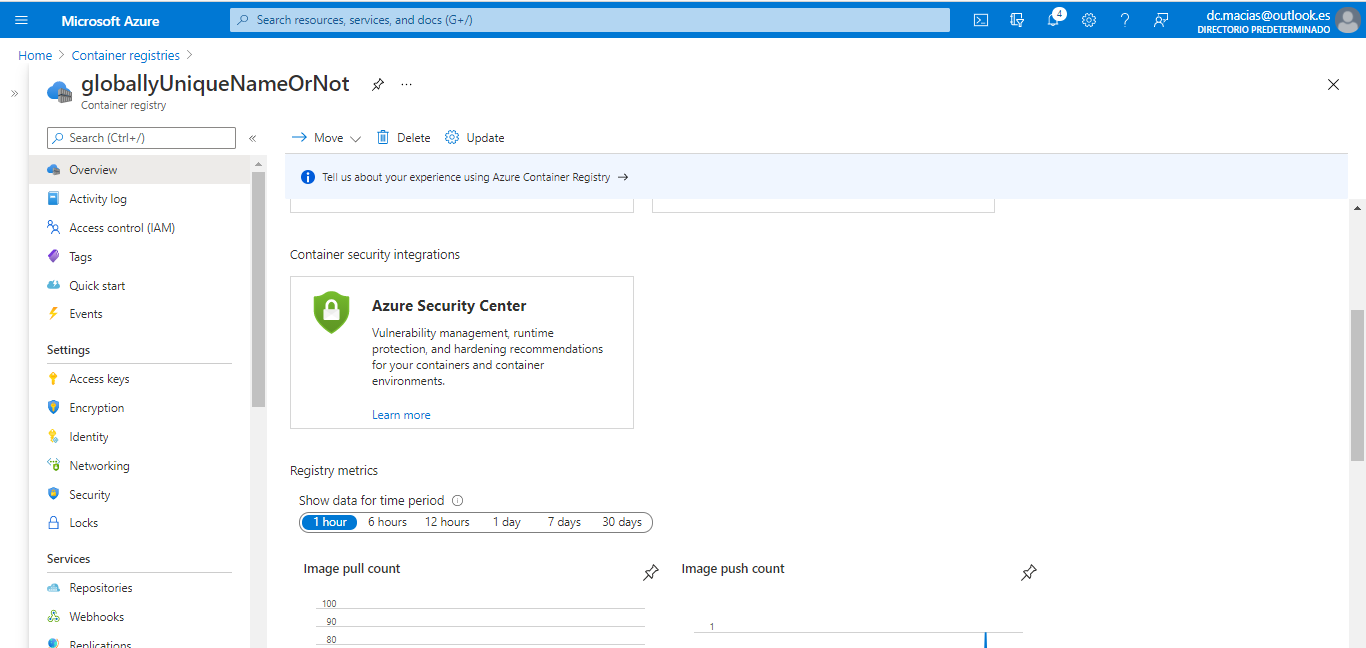 Microsoft Azure
Search resources, services, and docs (G+/)
4
dc.macias@outlook.es
DIRECTORIO PREDETERMINADO
Home > Container registries >
globallyUniqueNameOrNot
Container registry
Search (Ctrl+/)
Overview
Activity log
Access control (IAM)
Tags
Quick start
Events
Settings
Access keys
Encryption
Identity
Networking
Security
Locks
Services
Repositories
Webhooks
Replications
Move
Delete
Update
Tell us about your experience using Azure Container Registry →
Container security integrations
Azure Security Center
Vulnerability management, runtime
protection, and hardening recommendations
for your containers and container
environments.
Learn more
Registry metrics
Show data for time period
1 hour 6 hours 12 hours 1 day 7 days 30 days
Image pull count
100
90
80
Image push count
1